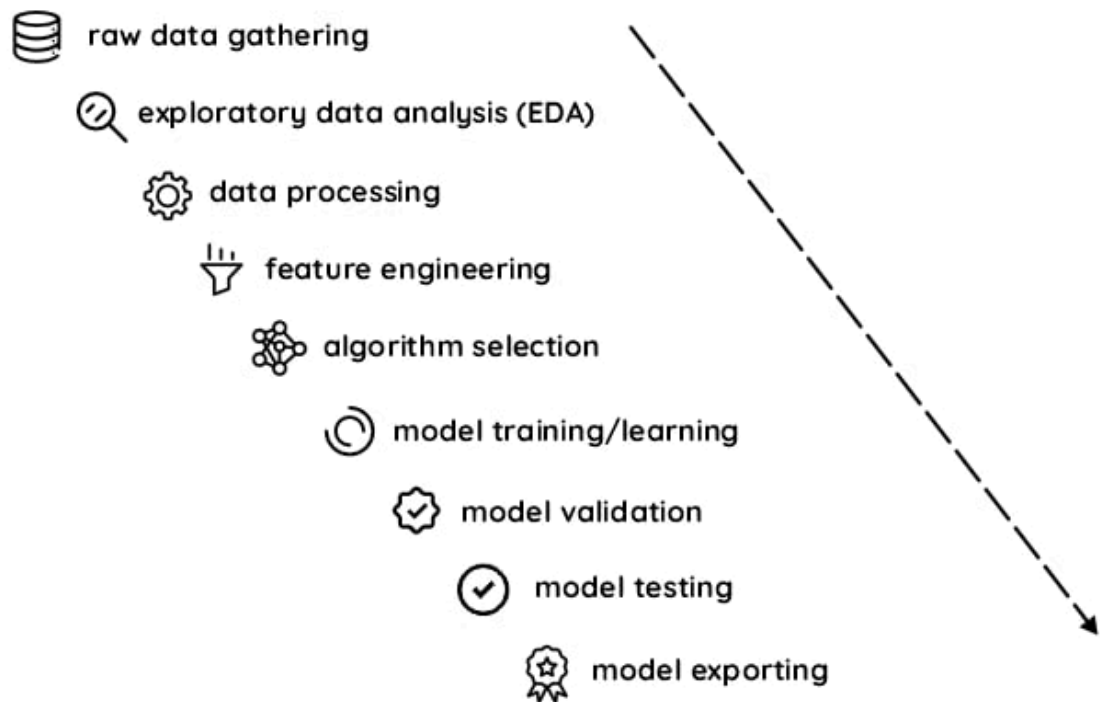 raw data gathering
exploratory data analysis (EDA)
data processing
feature engineering
algorithm selection
model training/learning
model validation
model testing
model exporting